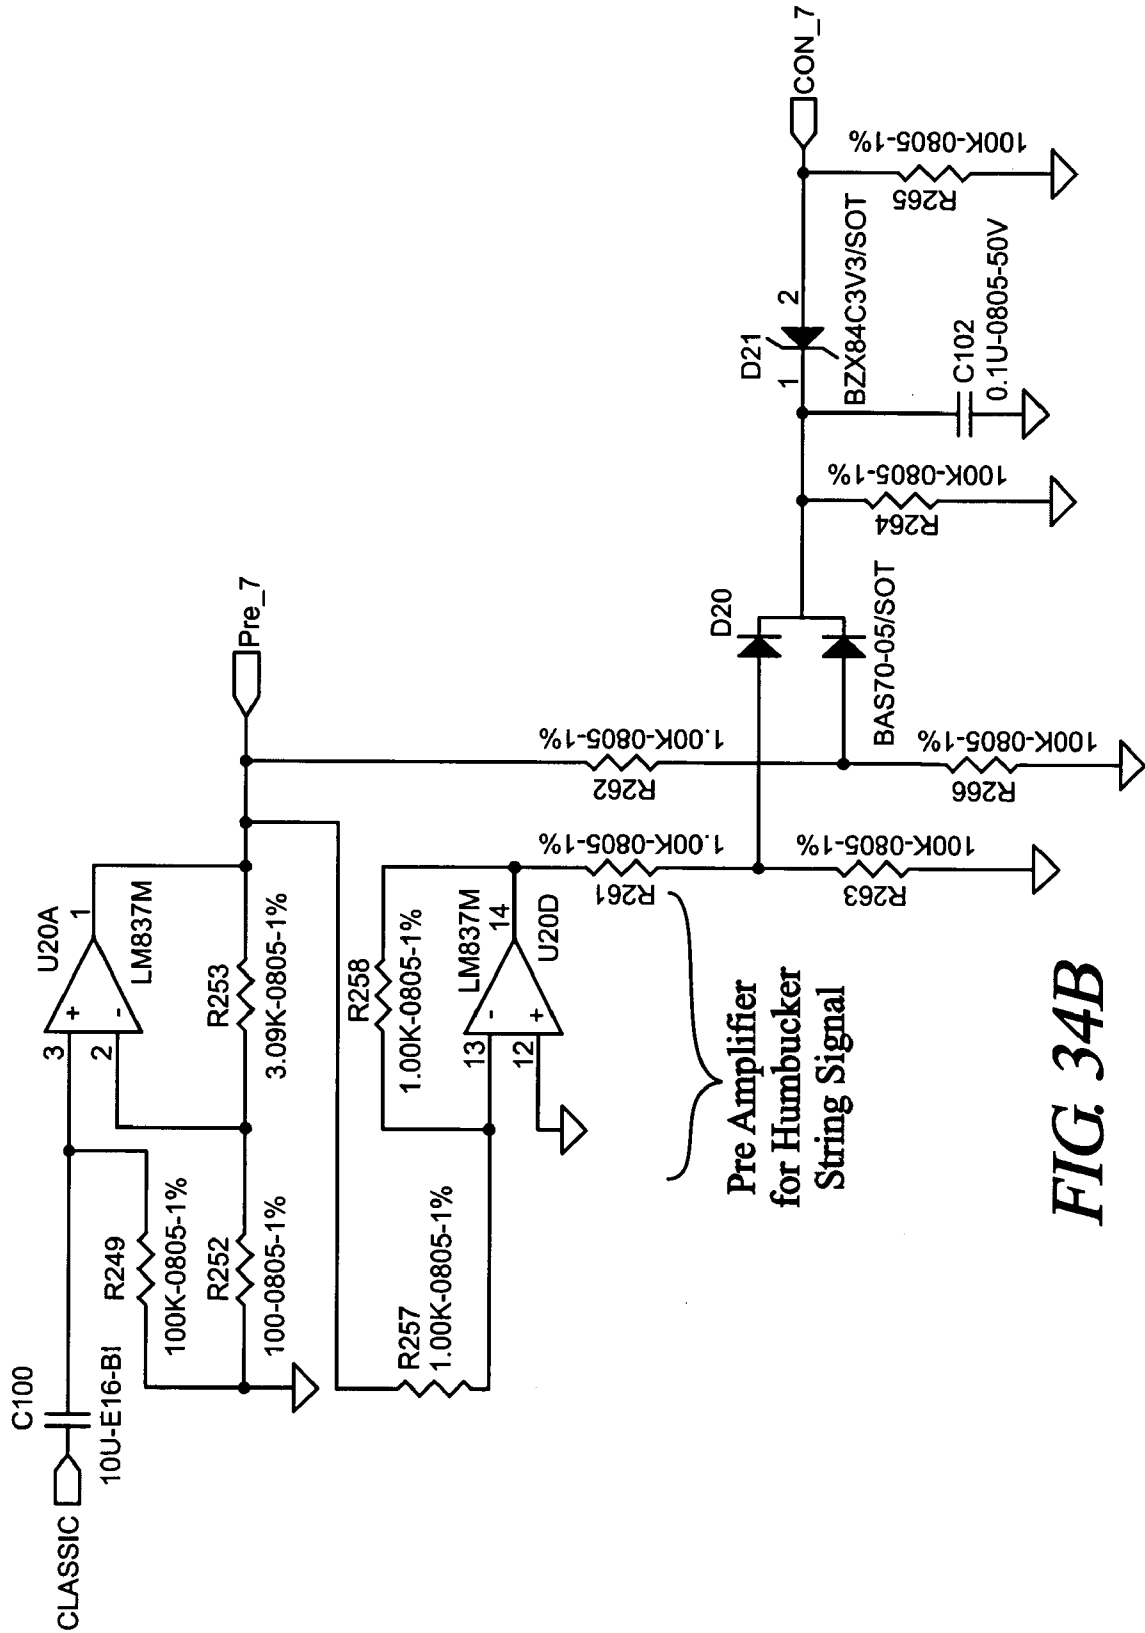 CLASSIC
C100
10U-E16-BI
R249
100K-0805-1%
R252
100-0805-1%
3
2
+
-
U20A
1
LM837M
R253
3.09K-0805-1%
Pre_7
R257
1.00K-0805-1%
R258
1.00K-0805-1%
13
12
-
+
LM837M
14
U20D
R261
1.00K-0805-1%
R262
1.00K-0805-1%
R263
100K-0805-1%
R266
100K-0805-1%
D20
BAS70-05/SOT
R264
100K-0805-1%
D21
1
2
BZX84C3V3/SOT
C102
0.1U-0805-50V
R265
100K-0805-1%
CON_7
Pre Amplifier
for Humbucker
String Signal
FIG. 34B